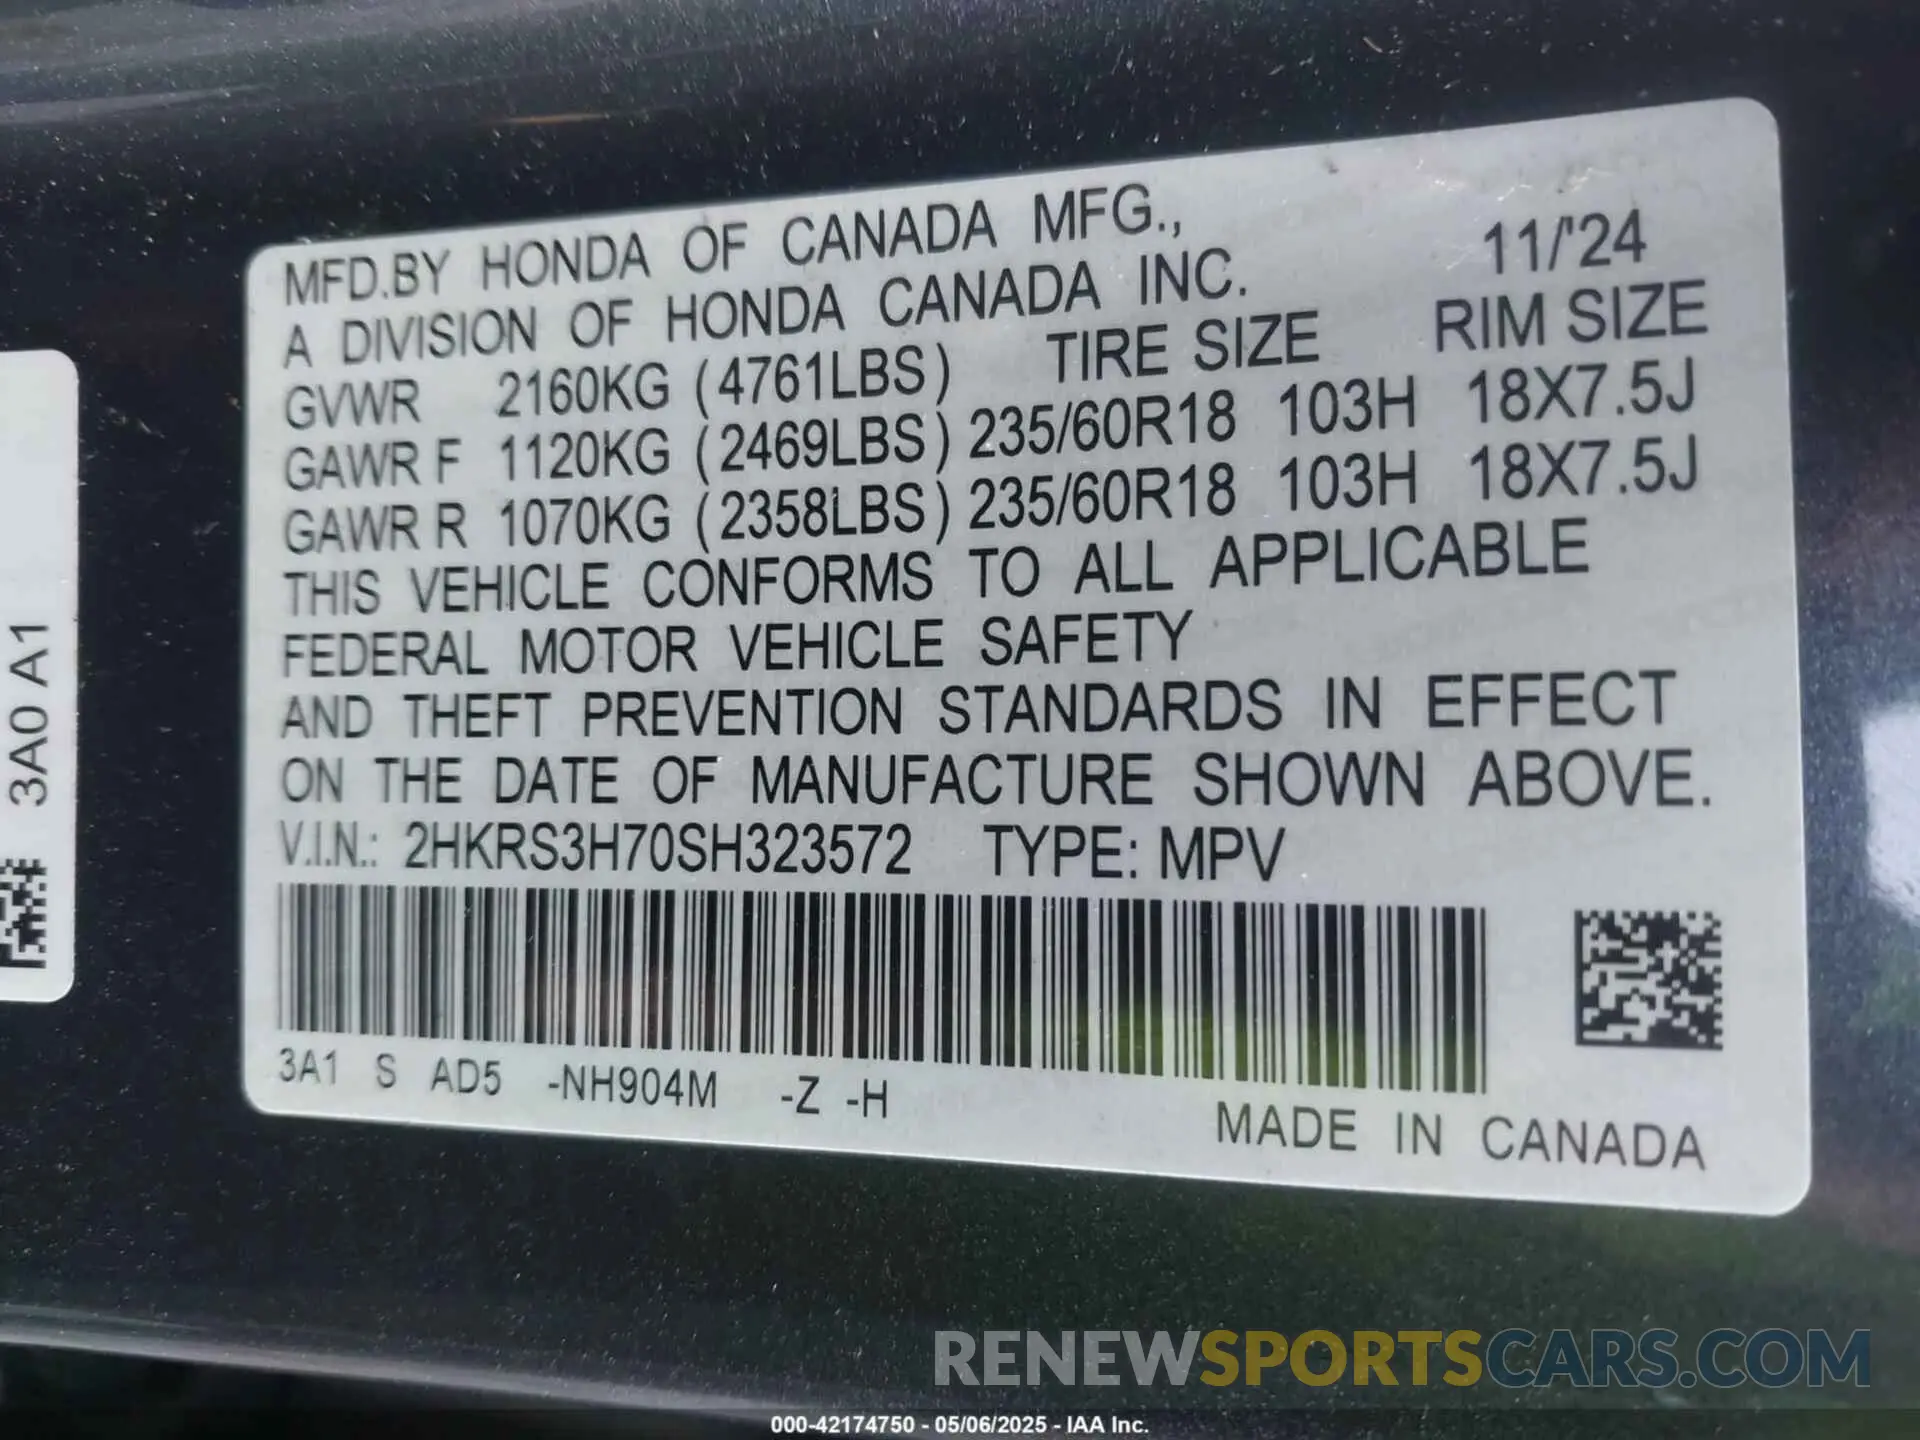 MFD.BY HONDA OF CANADA MFG.,
A DIVISION OF HONDA CANADA INC. 11/'24
GVWR 2160KG (4761LBS) TIRE SIZE RIM SIZE
GAWR F 1120KG (2469LBS) 235/60R18 103H 18X7.5J
GAWR R 1070KG (2358LBS) 235/60R18 103H 18X7.5J
THIS VEHICLE CONFORMS TO ALL APPLICABLE
FEDERAL MOTOR VEHICLE SAFETY
AND THEFT PREVENTION STANDARDS IN EFFECT
ON THE DATE OF MANUFACTURE SHOWN ABOVE.
V.I.N.: 2HKRS3H70SH323572 TYPE: MPV
3A1 S AD5 -NH904M -Z -H
MADE IN CANADA
3A0 A1
RENEWSPORTSCARS.COM
000-42174750 - 05/06/2025 - IAA Inc.